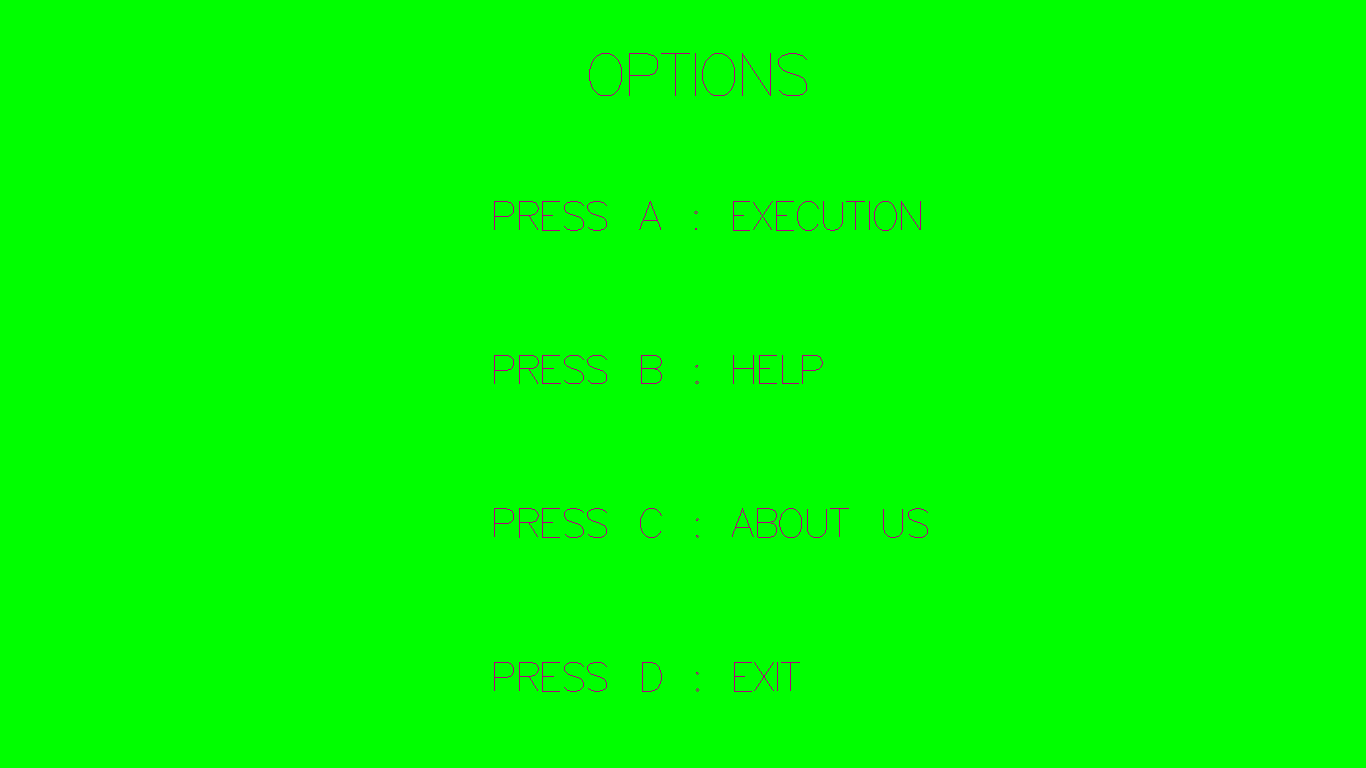 OPTIONS
PRESS A : EXECUTION
PRESS B : HELP
PRESS C : ABOUT US
PRESS D : EXIT